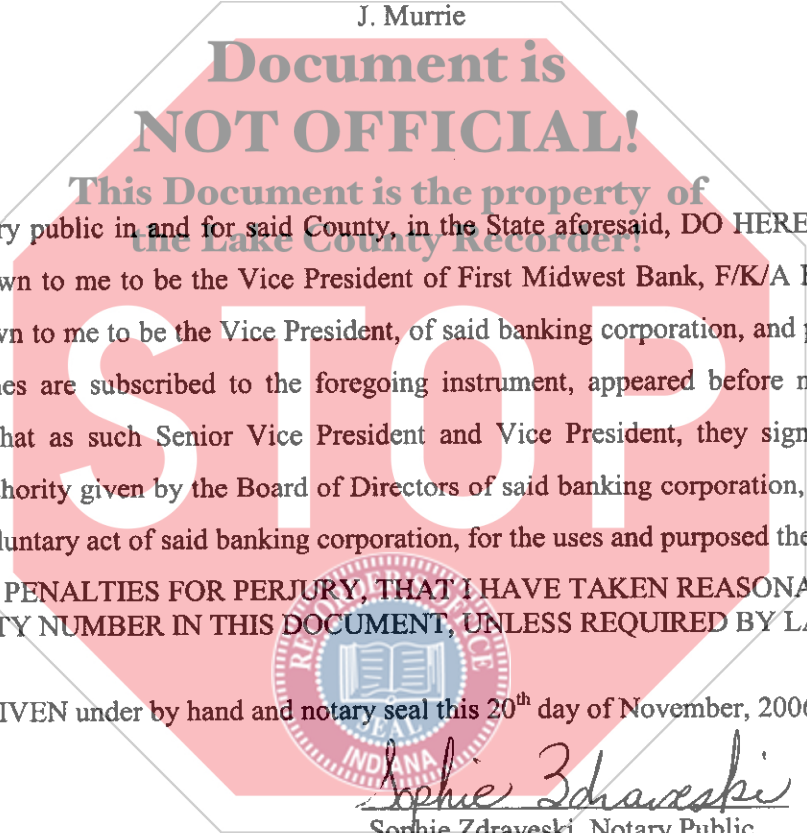 J. Murrie
Document is
NOT OFFICIAL!
This Document is the property of
the Lake County Recorder!
ry public in and for said County, in the State aforesaid, DO HERE
wn to me to be the Vice President of First Midwest Bank, F/K/A
wn to me to be the Vice President, of said banking corporation, and
nes are subscribed to the foregoing instrument, appeared before
hat as such Senior Vice President and Vice President, they sign
thority given by the Board of Directors of said banking corporation,
luntary act of said banking corporation, for the uses and purposed the
PENALTIES FOR PERJURY, THAT I HAVE TAKEN REASONA
TY NUMBER IN THIS DOCUMENT, UNLESS REQUIRED BY LA
IVEN under by hand and notary seal this 20th day of November, 2006
STOP
RECORDER'S OFFICE
SEAL
INDIANA
Sophie Zdraveski
Sophie Zdraveski, Notary Public